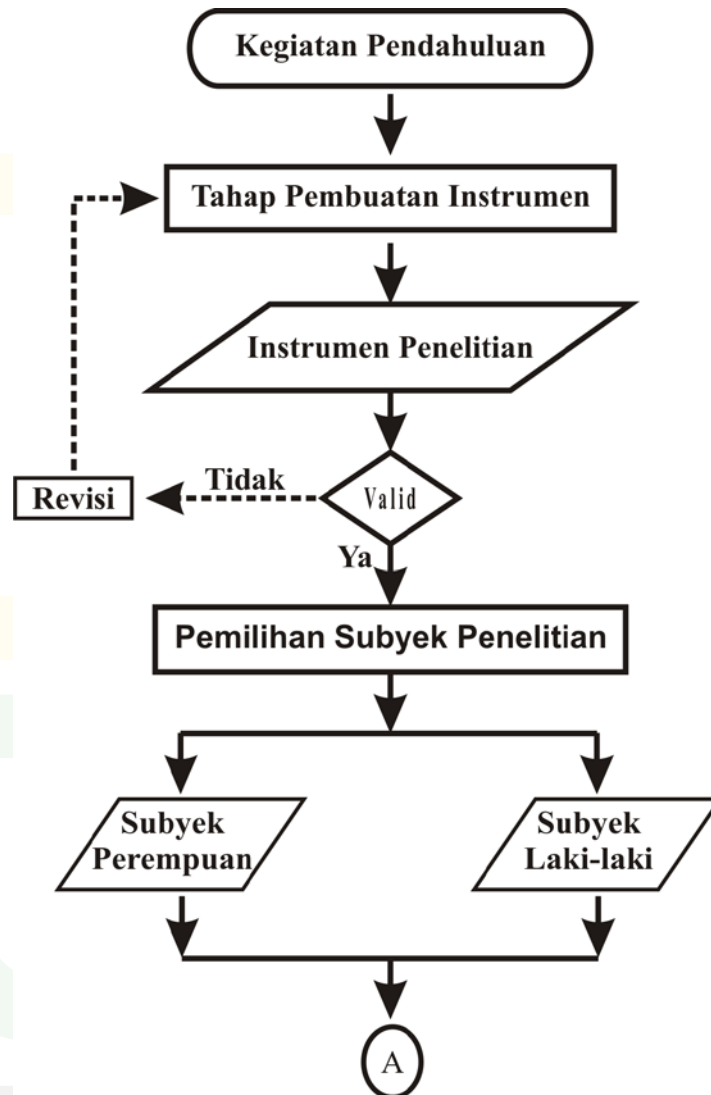 Kegiatan Pendahuluan
Tahap Pembuatan Instrumen
Instrumen Penelitian
Tidak
Revisi
Valid
Ya
Pemilihan Subyek Penelitian
Subyek
Perempuan
Subyek
Laki-laki
A